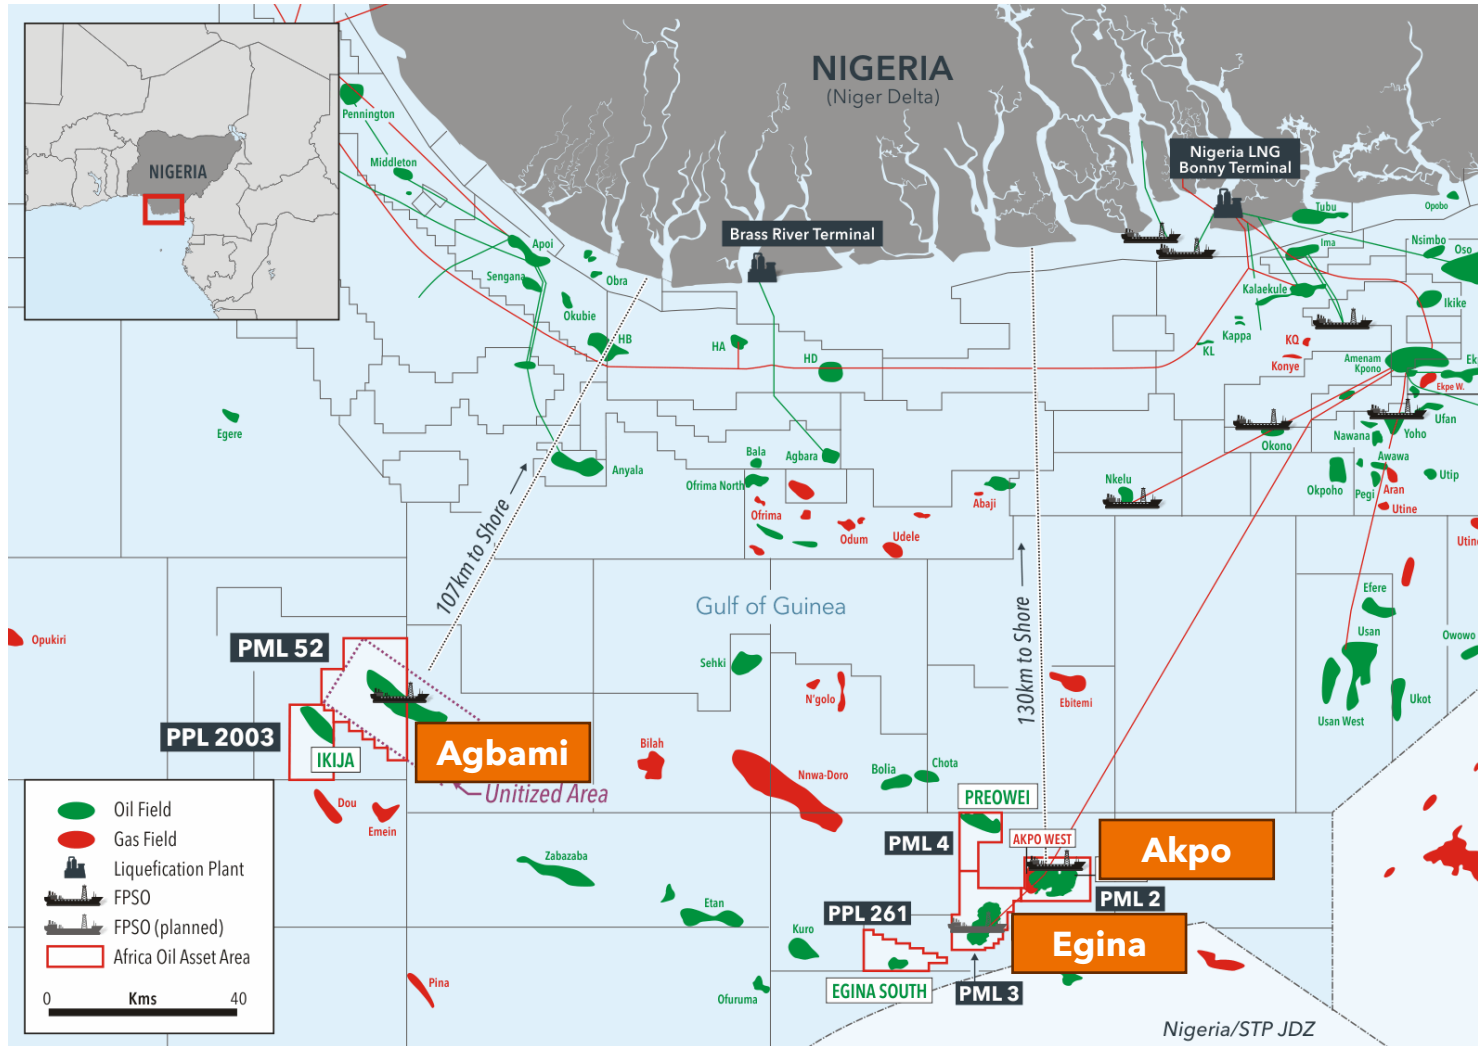 NIGERIA
(Niger Delta)
NIGERIA
Pennington
Middleton
Nigeria LNG
Bonny Terminal
Brass River Terminal
Tubu
Opobo
Apoi
Sengana
Obra
Okubie
Ima
Nsimbo
Oso
Kalaekule
Ikike
Kappa
KL
KQ
Konye
HB
HA
HD
Amenam
Kpono
Ek
Ekpe W.
Egere
Anyala
Bala
Agbara
Ofrima North
Ofrima
Odum
Udele
Abaji
Nkelu
Okono
Nawana
Yoho
Ufan
Awawa
Okpoho
Pegi
Aran
Utip
Utine
Utine
107km to Shore
130km to Shore
Gulf of Guinea
Efere
Usan
Owowo
Usan West
Ukot
Opukiri
PML 52
PPL 2003
IKIJA
Agbami
Unitized Area
Sehki
N'golo
Ebitemi
Bilah
Nnwa-Doro
Bolia
Chota
Dou
Emein
PREOWEI
PML 4
AKPO WEST
Akpo
PML 2
Zabazaba
Etan
PPL 261
Kuro
Egina
EGINA SOUTH
PML 3
Pina
Ofuruma
Nigeria/STP JDZ
Oil Field
Gas Field
Liquefication Plant
FPSO
FPSO (planned)
Africa Oil Asset Area
0 Kms 40